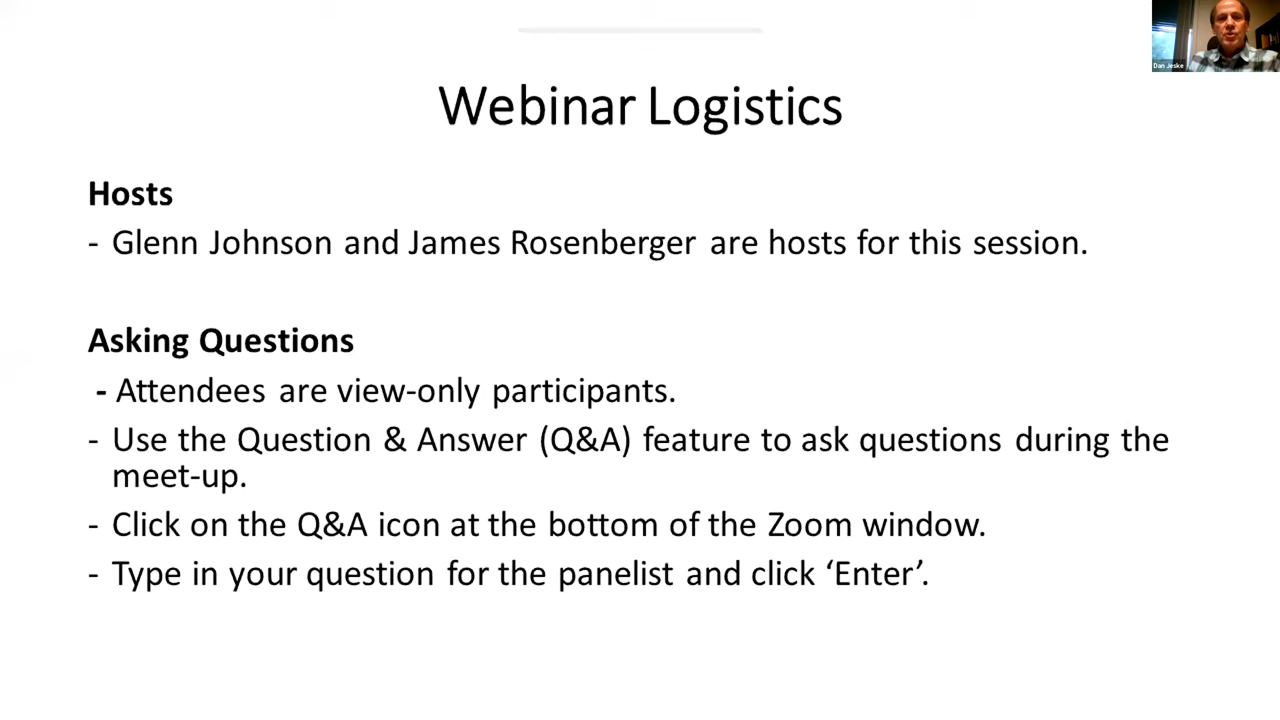 Dan Jeske
Webinar Logistics
Hosts
- Glenn Johnson and James Rosenberger are hosts for this session.
Asking Questions
- Attendees are view-only participants.
- Use the Question & Answer (Q&A) feature to ask questions during the
meet-up.
- Click on the Q&A icon at the bottom of the Zoom window.
- Type in your question for the panelist and click ‘Enter’.